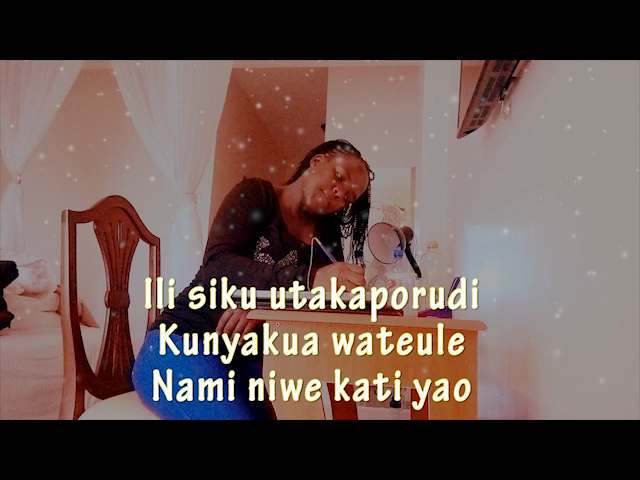 Ili siku utakaporudi
Kunyakua wateule
Nami niwe kati yao